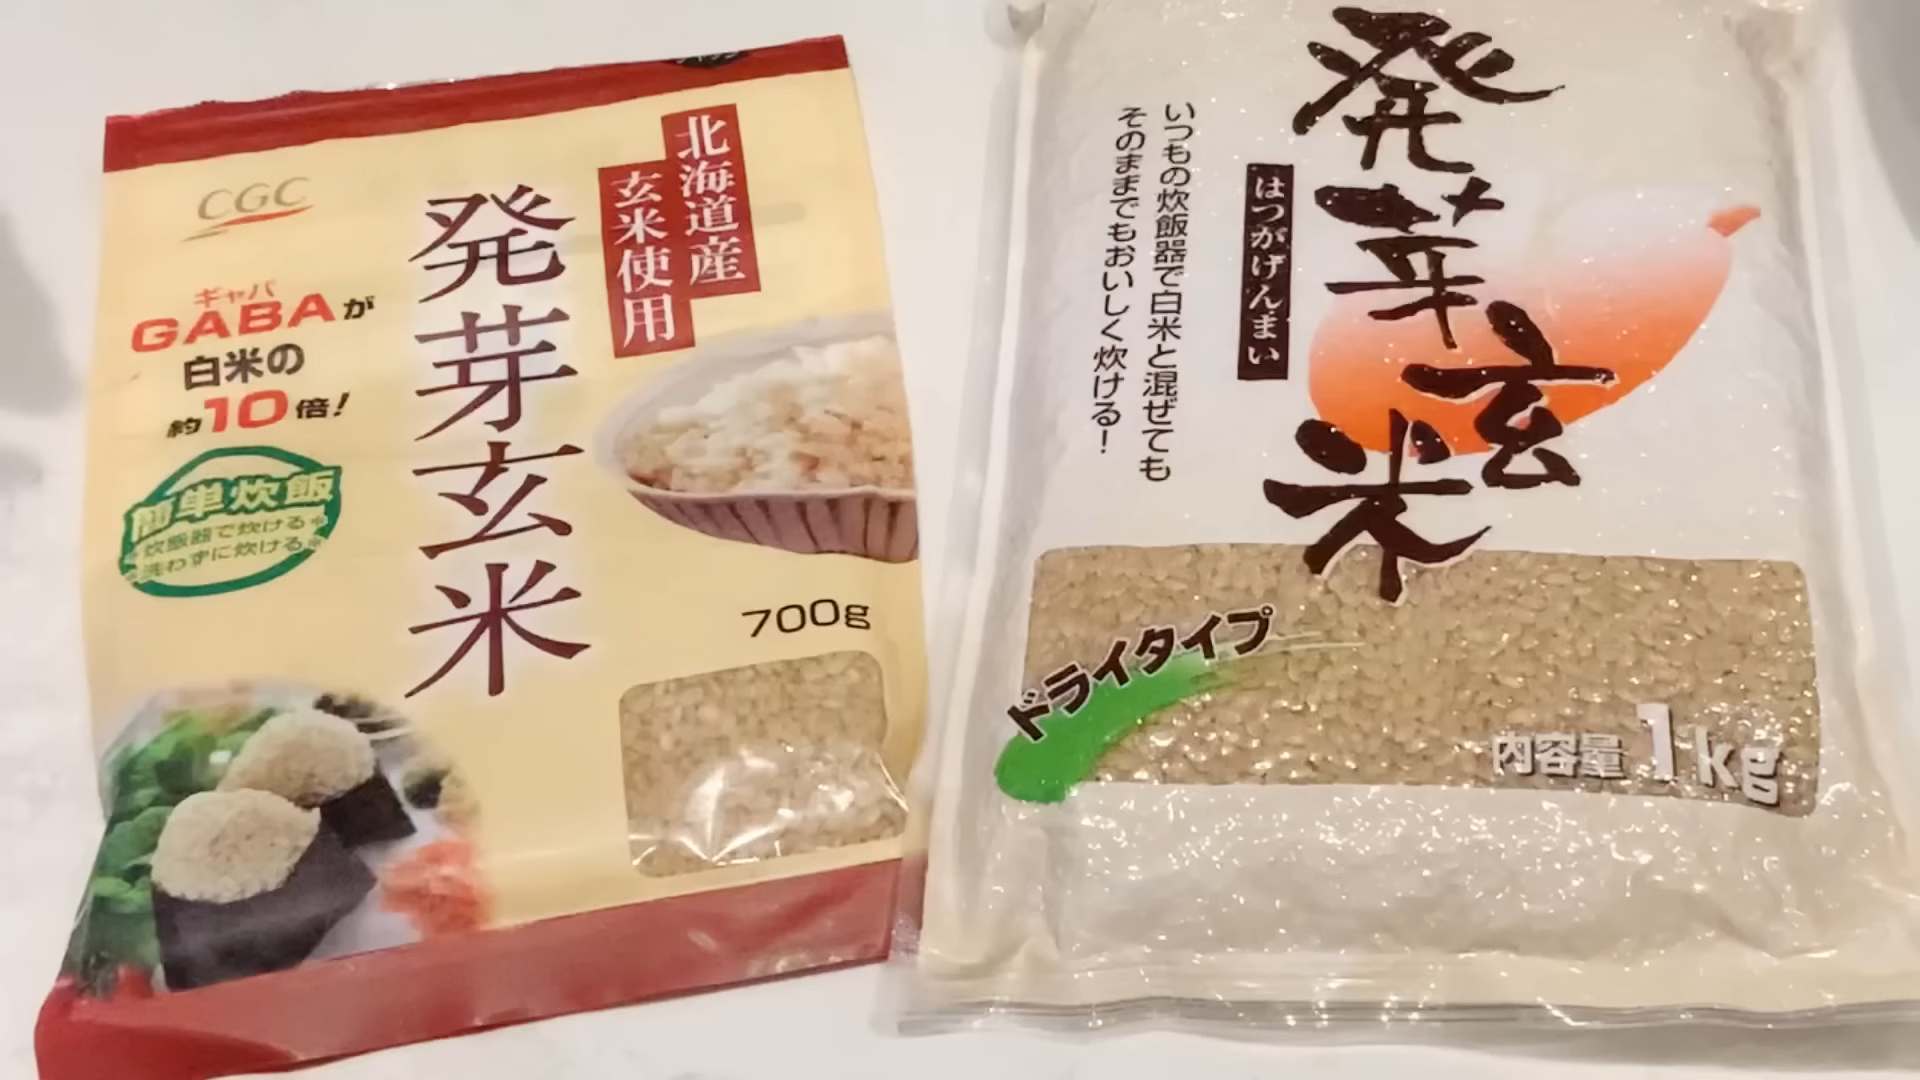 CGC
北海道産
玄米使用
発芽玄米
ギャバ
GABAが
白米の
約10倍!
簡単炊飯
炊飯器で炊ける
洗わずに炊ける
700g
発芽玄米
はつがげんまい
いつもの炊飯器で白米と混ぜても
そのままでもおいしく炊ける!
ドライタイプ
内容量 1kg